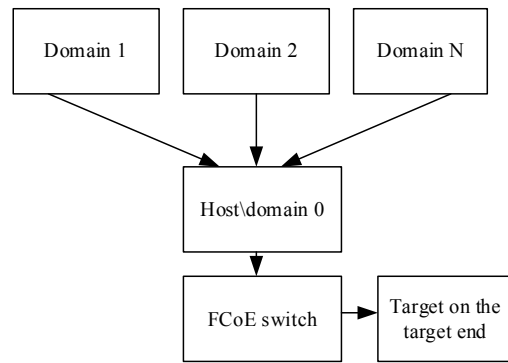 Domain 1
Domain 2
Domain N
Host\domain 0
FCoE switch
Target on the
target end